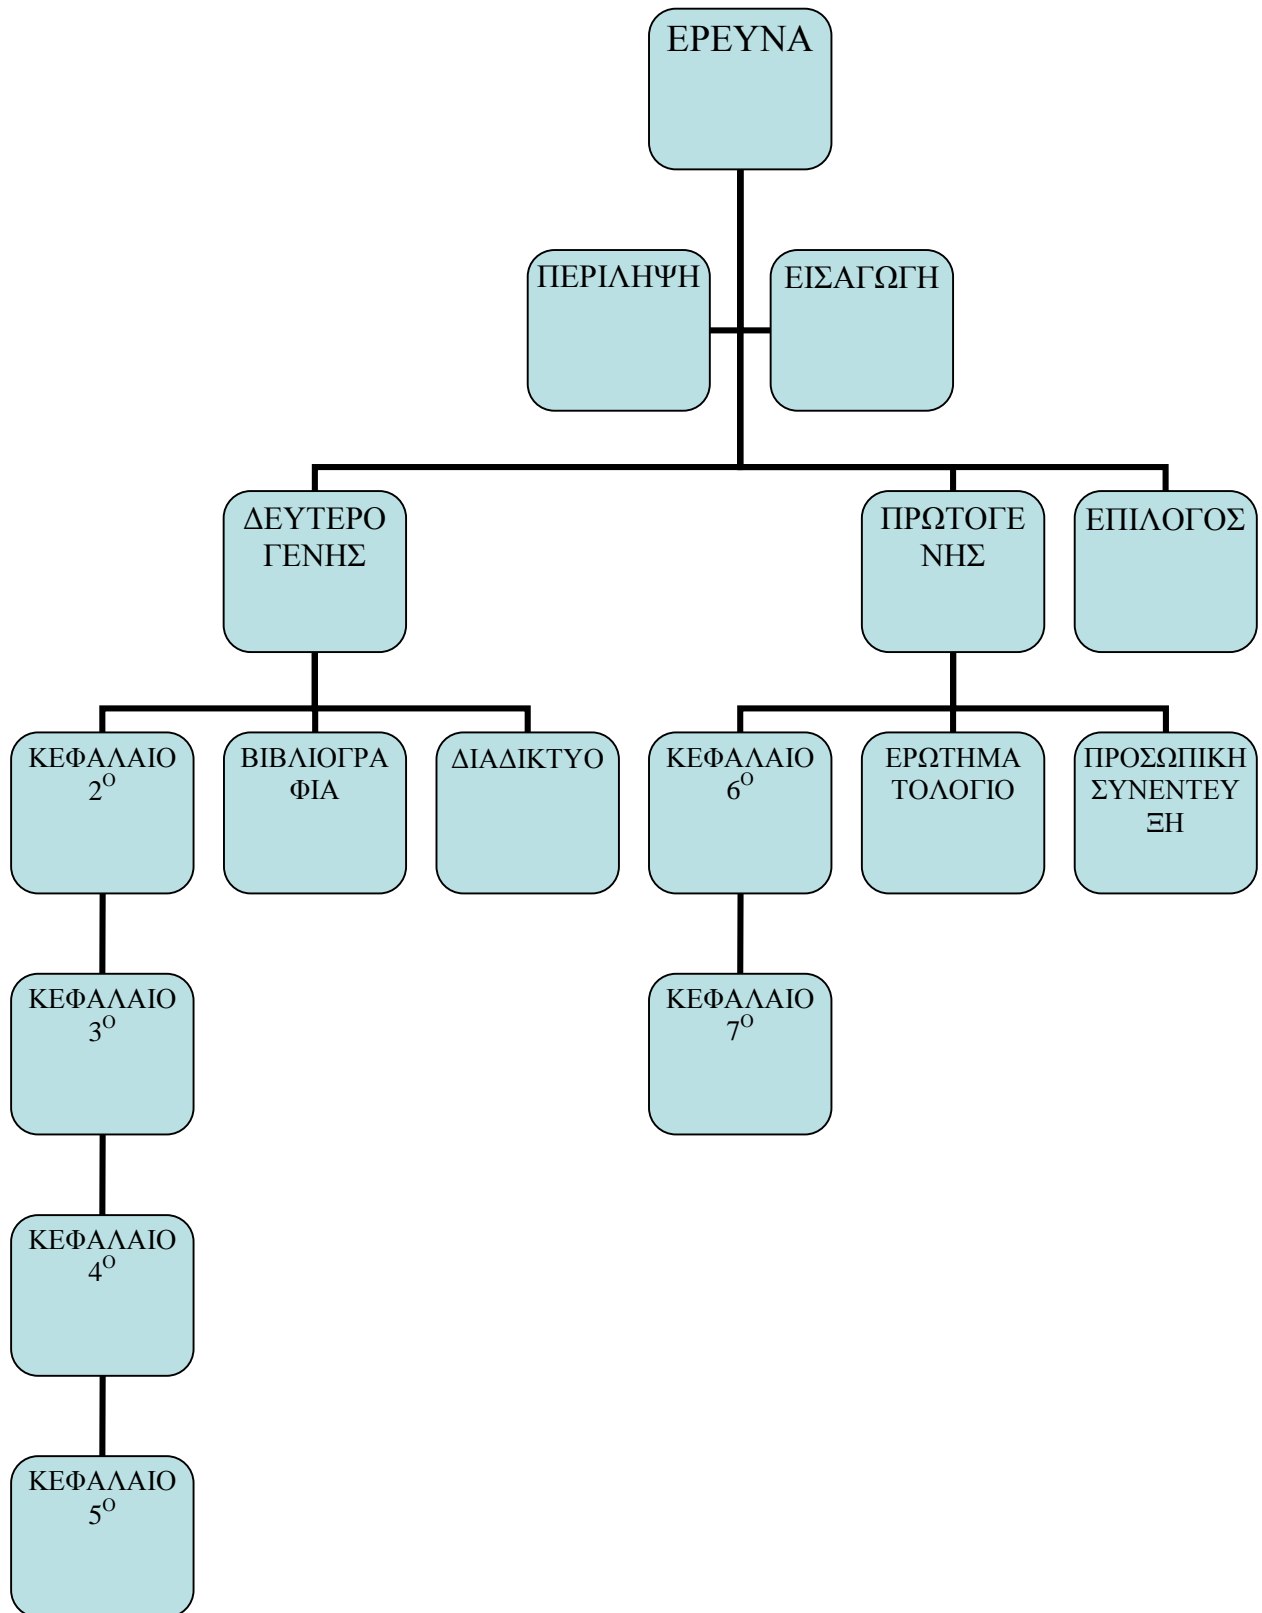 ΕΡΕΥΝΑ
ΠΕΡΙΛΗΨΗ
ΕΙΣΑΓΩΓΗ
ΔΕΥΤΕΡΟ
ΓΕΝΗΣ
ΠΡΩΤΟΓΕ
ΝΗΣ
ΕΠΙΛΟΓΟΣ
ΚΕΦΑΛΑΙΟ
2Ο
ΒΙΒΛΙΟΓΡΑ
ΦΙΑ
ΔΙΑΔΙΚΤΥΟ
ΚΕΦΑΛΑΙΟ
6Ο
ΕΡΩΤΗΜΑ
ΤΟΛΟΓΙΟ
ΠΡΟΣΩΠΙΚΗ
ΣΥΝΕΝΤΕΥ
ΞΗ
ΚΕΦΑΛΑΙΟ
3Ο
ΚΕΦΑΛΑΙΟ
7Ο
ΚΕΦΑΛΑΙΟ
4Ο
ΚΕΦΑΛΑΙΟ
5Ο